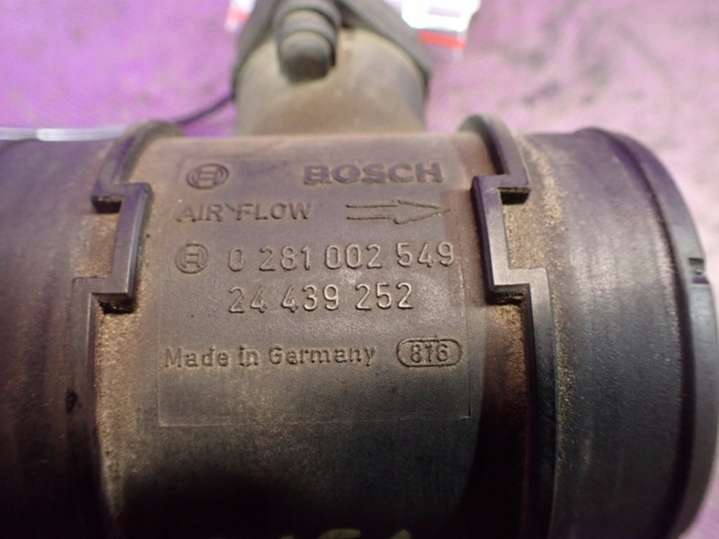 BOSCH
AIR FLOW
0 281 002 549
24 439 252
Made in Germany 816